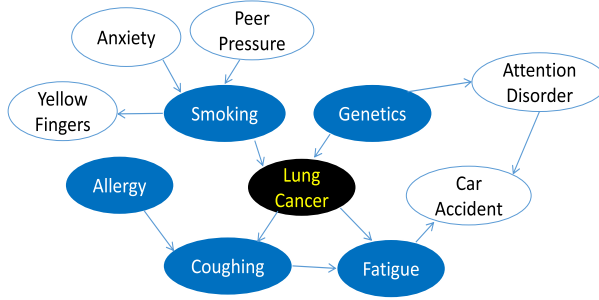 Anxiety
Peer
Pressure
Yellow
Fingers
Smoking
Genetics
Attention
Disorder
Allergy
Lung
Cancer
Car
Accident
Coughing
Fatigue